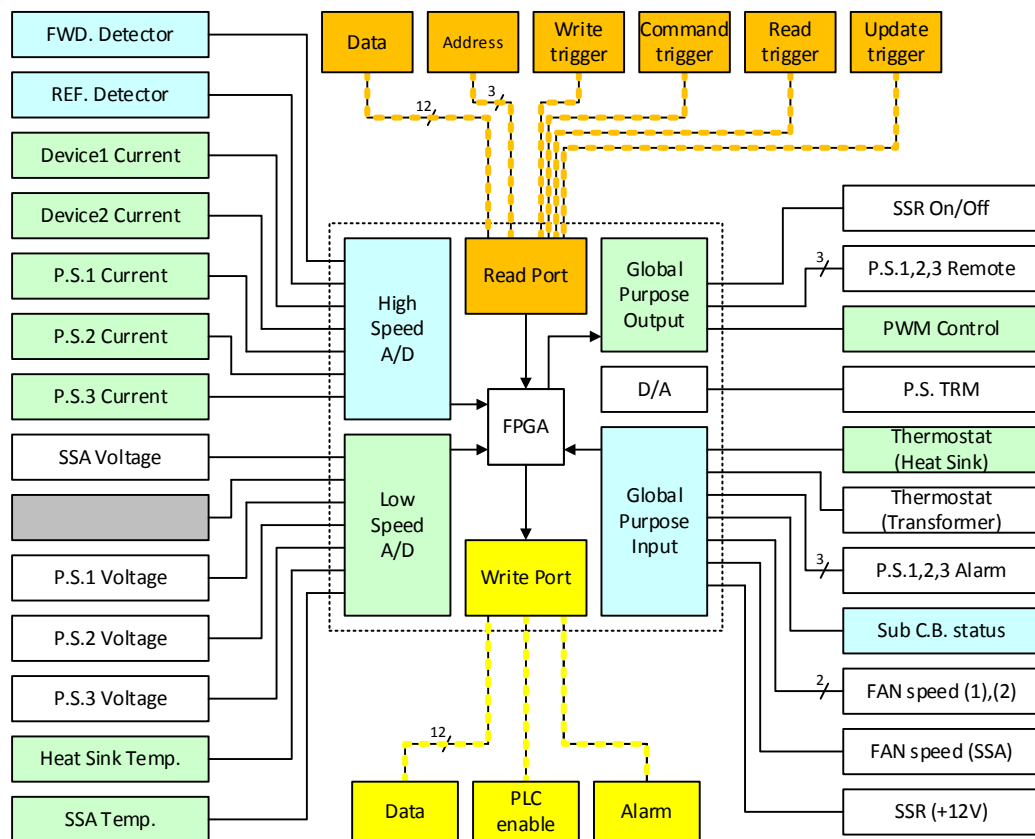 FWD. Detector
REF. Detector
Device1 Current
Device2 Current
P.S.1 Current
P.S.2 Current
P.S.3 Current
SSA Voltage
P.S.1 Voltage
P.S.2 Voltage
P.S.3 Voltage
Heat Sink Temp.
SSA Temp.
Data
Address
Write
trigger
Command
trigger
Read
trigger
Update
trigger
12
3
High
Speed
A/D
Read Port
Global
Purpose
Output
D/A
FPGA
Low
Speed
A/D
Write Port
Global
Purpose
Input
12
Data
PLC
enable
Alarm
SSR On/Off
3
P.S.1,2,3 Remote
PWM Control
P.S. TRM
Thermostat
(Heat Sink)
Thermostat
(Transformer)
3
P.S.1,2,3 Alarm
Sub C.B. status
2
FAN speed (1),(2)
FAN speed (SSA)
SSR (+12V)